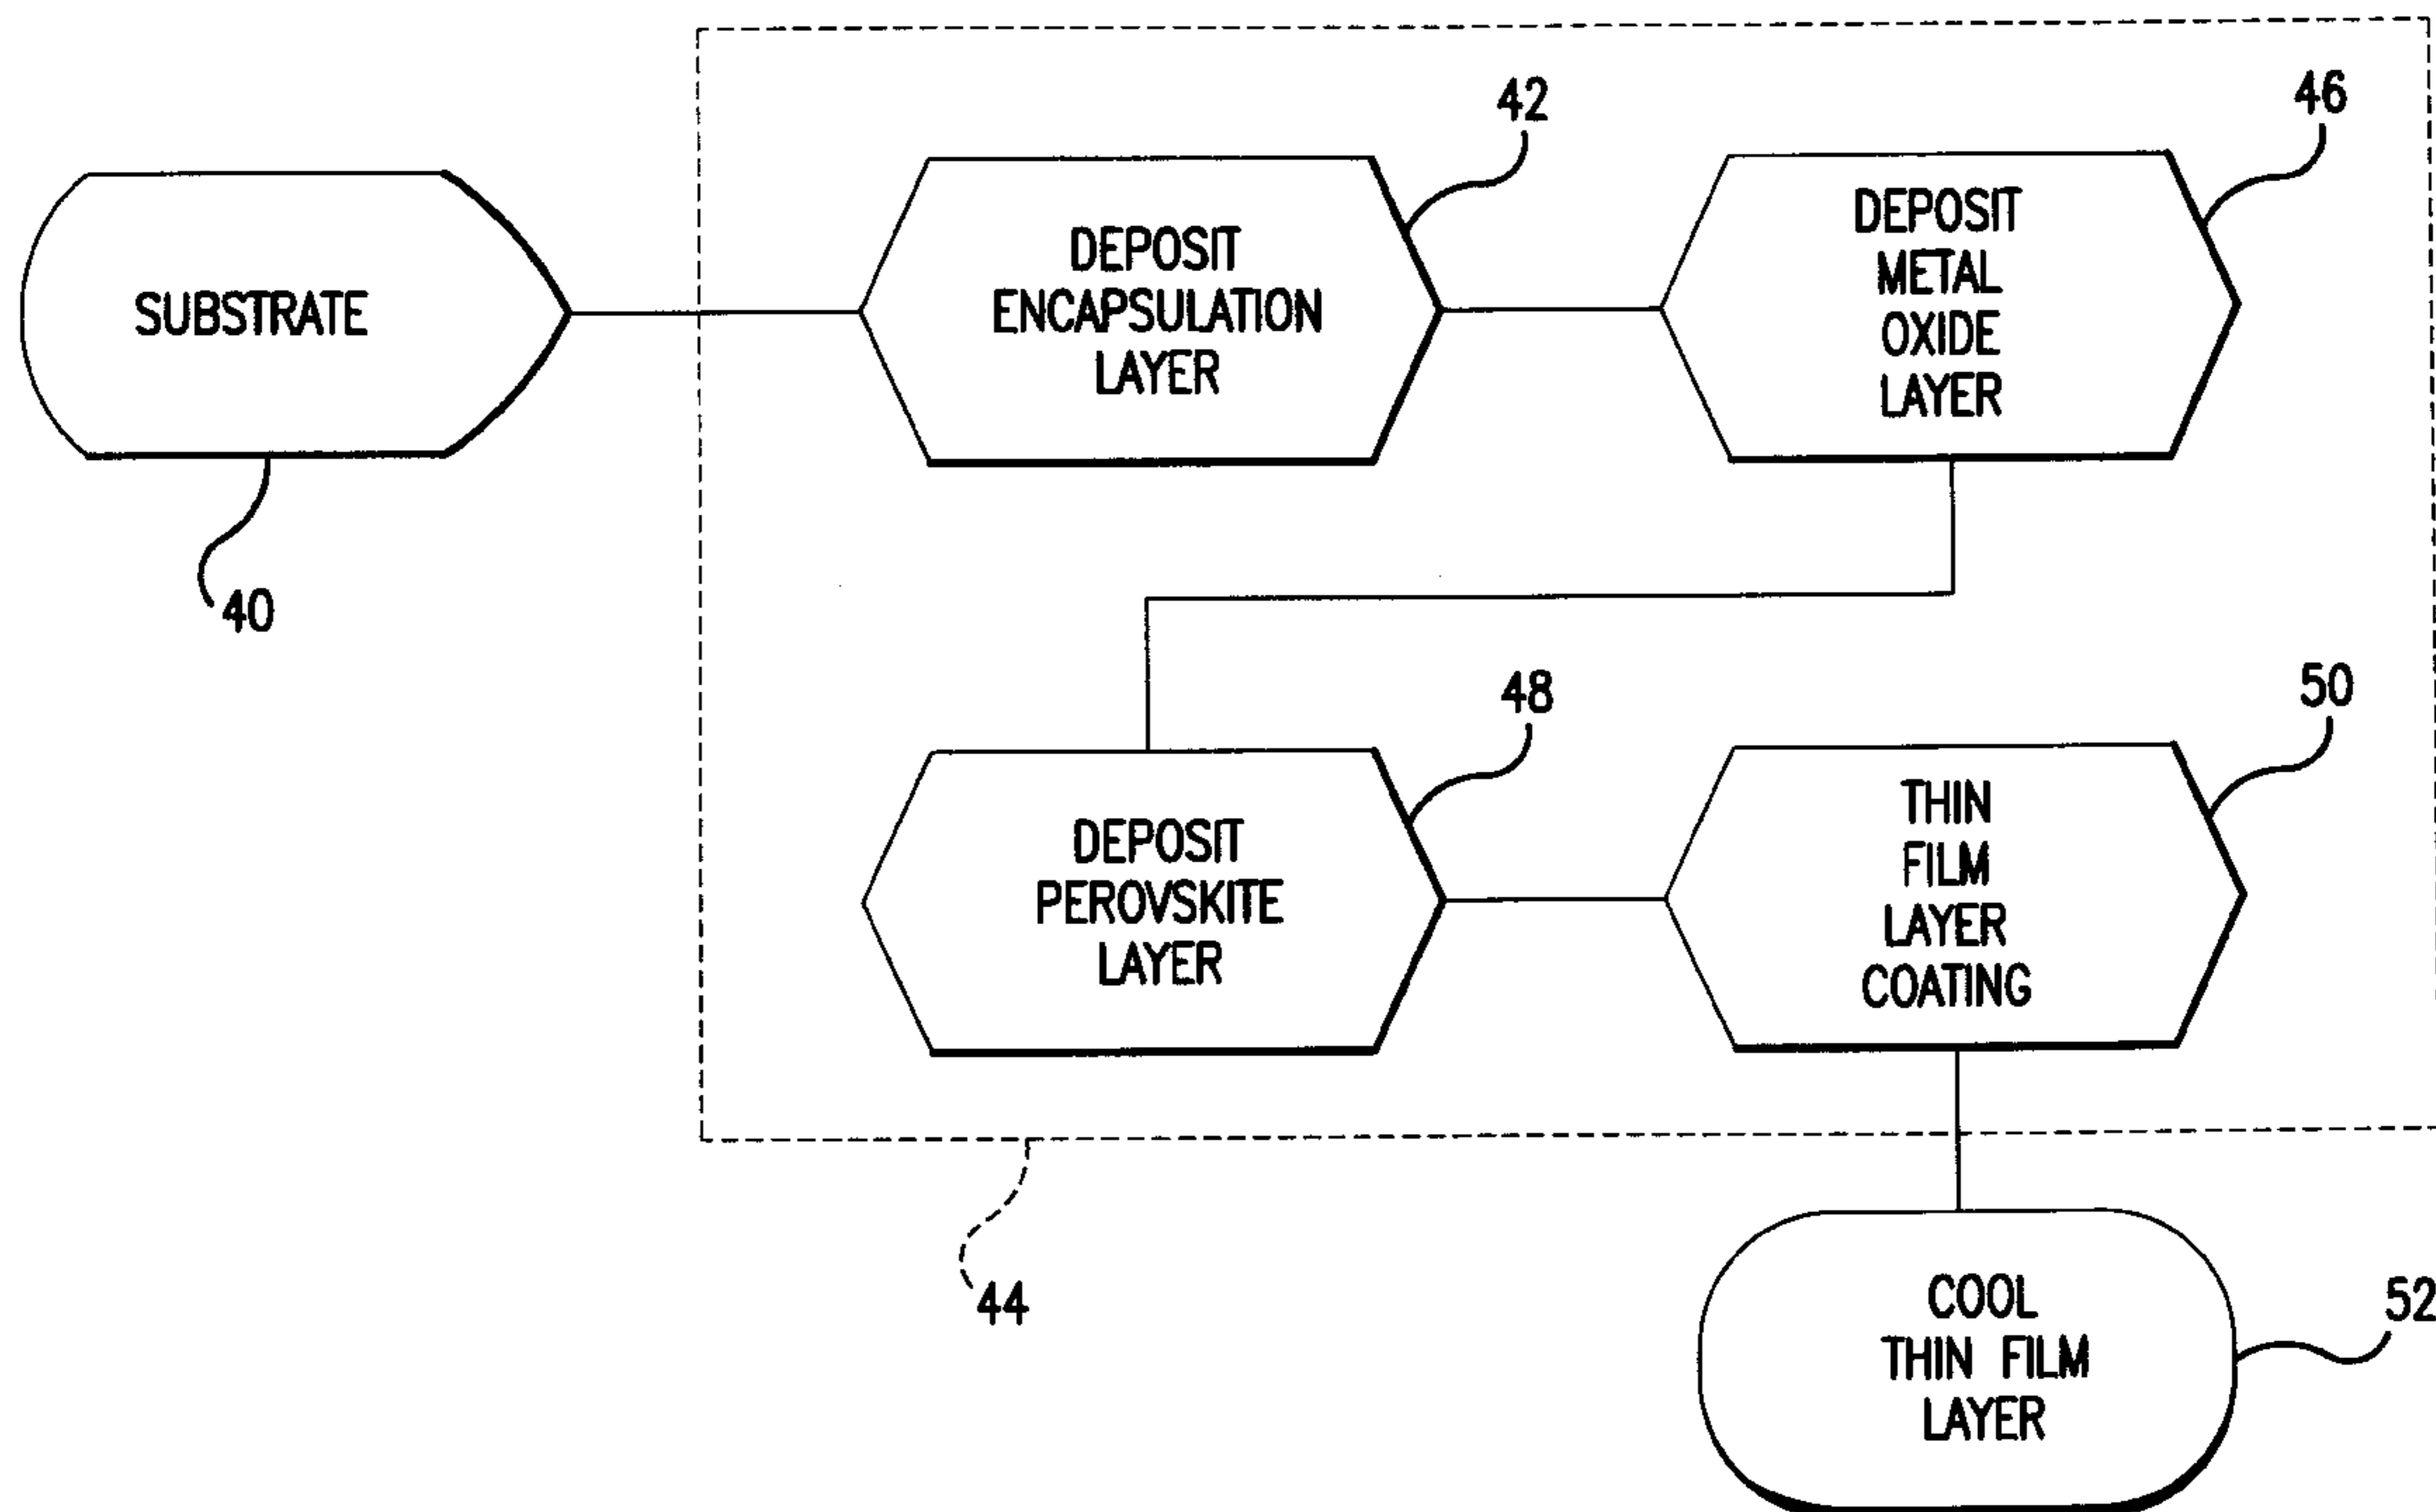 42
46
SUBSTRATE
DEPOSIT
ENCAPSULATION
LAYER
DEPOSIT
METAL
OXIDE
LAYER
40
48
50
DEPOSIT
PEROVSKITE
LAYER
THIN
FILM
LAYER
COATING
44
COOL
THIN FILM
LAYER
52